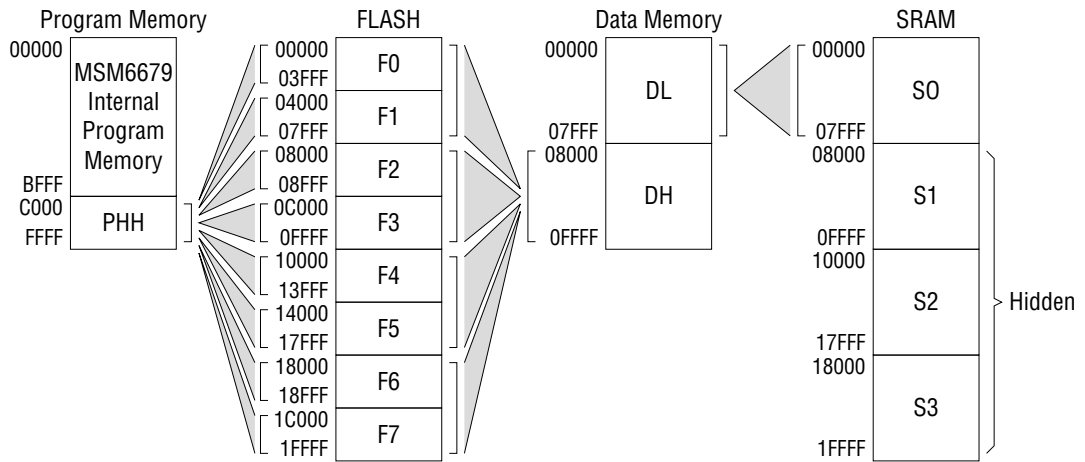 Program Memory
00000
MSM6679
Internal
Program
Memory
BFFF
C000
PHH
FFFF
FLASH
00000
F0
03FFF
04000
F1
07FFF
08000
F2
08FFF
0C000
F3
0FFFF
10000
F4
13FFF
14000
F5
17FFF
18000
F6
18FFF
1C000
F7
1FFFF
Data Memory
00000
DL
07FFF
08000
DH
0FFFF
SRAM
00000
S0
07FFF
08000
S1
0FFFF
10000
S2
17FFF
18000
S3
1FFFF
Hidden